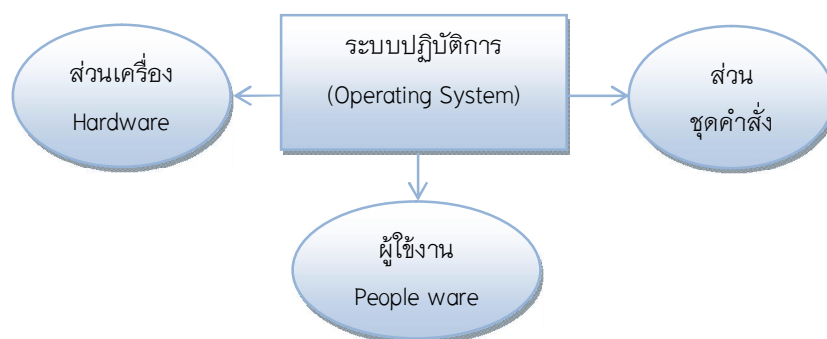 ระบบปฏิบัติการ
(Operating System)
ส่วนเครื่อง
Hardware
ส่วน
ชุดคำสั่ง
ผู้ใช้งาน
People ware